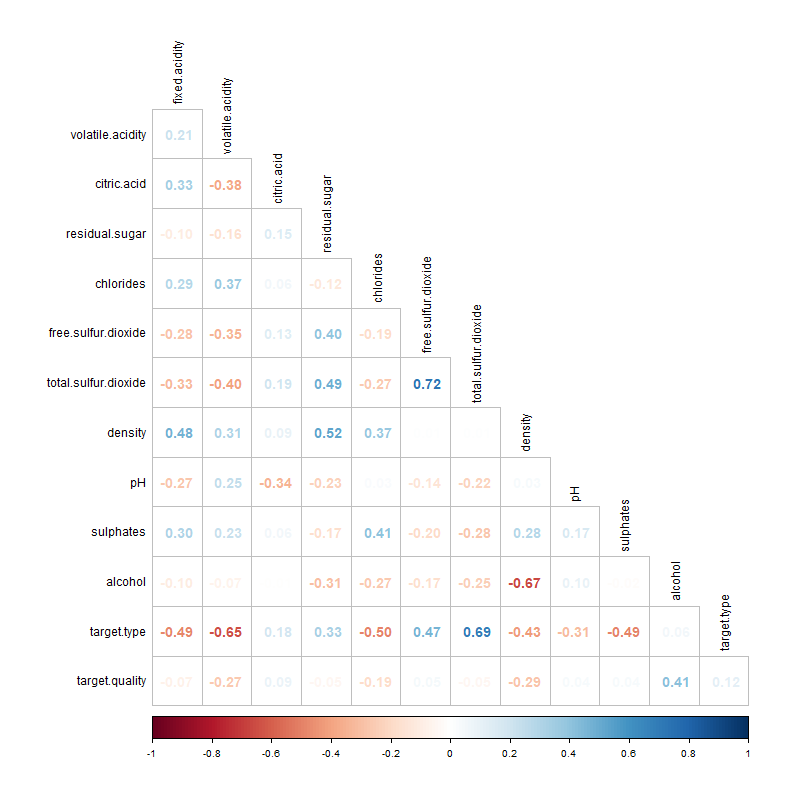 fixed.acidity
volatile.acidity 0.21 volatile.acidity
citric.acid 0.33 -0.38 citric.acid
residual.sugar -0.10 -0.16 0.15 residual.sugar
chlorides 0.29 0.37 0.06 -0.12 chlorides
free.sulfur.dioxide -0.28 -0.35 0.13 0.40 -0.19 free.sulfur.dioxide
total.sulfur.dioxide -0.33 -0.40 0.19 0.49 -0.27 0.72 total.sulfur.dioxide
density 0.48 0.31 0.09 0.52 0.37 density
pH -0.27 0.25 -0.34 -0.23 -0.14 -0.22 0.03 pH
sulphates 0.30 0.23 0.06 -0.17 0.41 -0.20 -0.28 0.28 0.17 sulphates
alcohol -0.10 -0.07 -0.31 -0.27 -0.17 -0.25 -0.67 0.10 alcohol
target.type -0.49 -0.65 0.18 0.33 -0.50 0.47 0.69 -0.43 -0.31 -0.49 0.06 target.type
target.quality -0.07 -0.27 0.09 -0.05 -0.19 0.05 -0.05 -0.29 0.04 0.04 0.41 0.12
-1 -0.8 -0.6 -0.4 -0.2 0 0.2 0.4 0.6 0.8 1